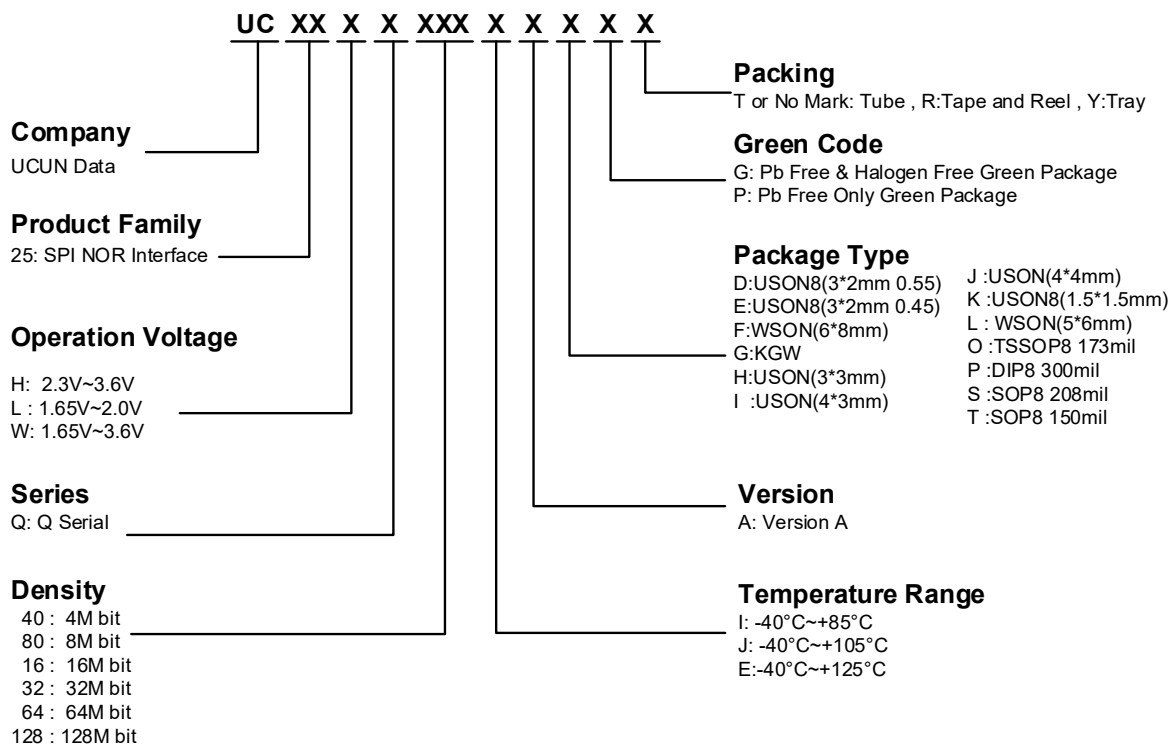 UC XX X X XXX X X X X X
Company
UCUN Data
Product Family
25: SPI NOR Interface
Operation Voltage
H: 2.3V~3.6V
L : 1.65V~2.0V
W: 1.65V~3.6V
Series
Q: Q Serial
Density
40 : 4M bit
80 : 8M bit
16 : 16M bit
32 : 32M bit
64 : 64M bit
128 : 128M bit
Packing
T or No Mark: Tube , R:Tape and Reel , Y:Tray
Green Code
G: Pb Free & Halogen Free Green Package
P: Pb Free Only Green Package
Package Type
D:USON8(3*2mm 0.55)
E:USON8(3*2mm 0.45)
F:WSON(6*8mm)
G:KGW
H:USON(3*3mm)
I :USON(4*3mm)
J :USON(4*4mm)
K :USON8(1.5*1.5mm)
L : WSON(5*6mm)
O :TSSOP8 173mil
P :DIP8 300mil
S :SOP8 208mil
T :SOP8 150mil
Version
A: Version A
Temperature Range
I: -40°C~+85°C
J: -40°C~+105°C
E:-40°C~+125°C